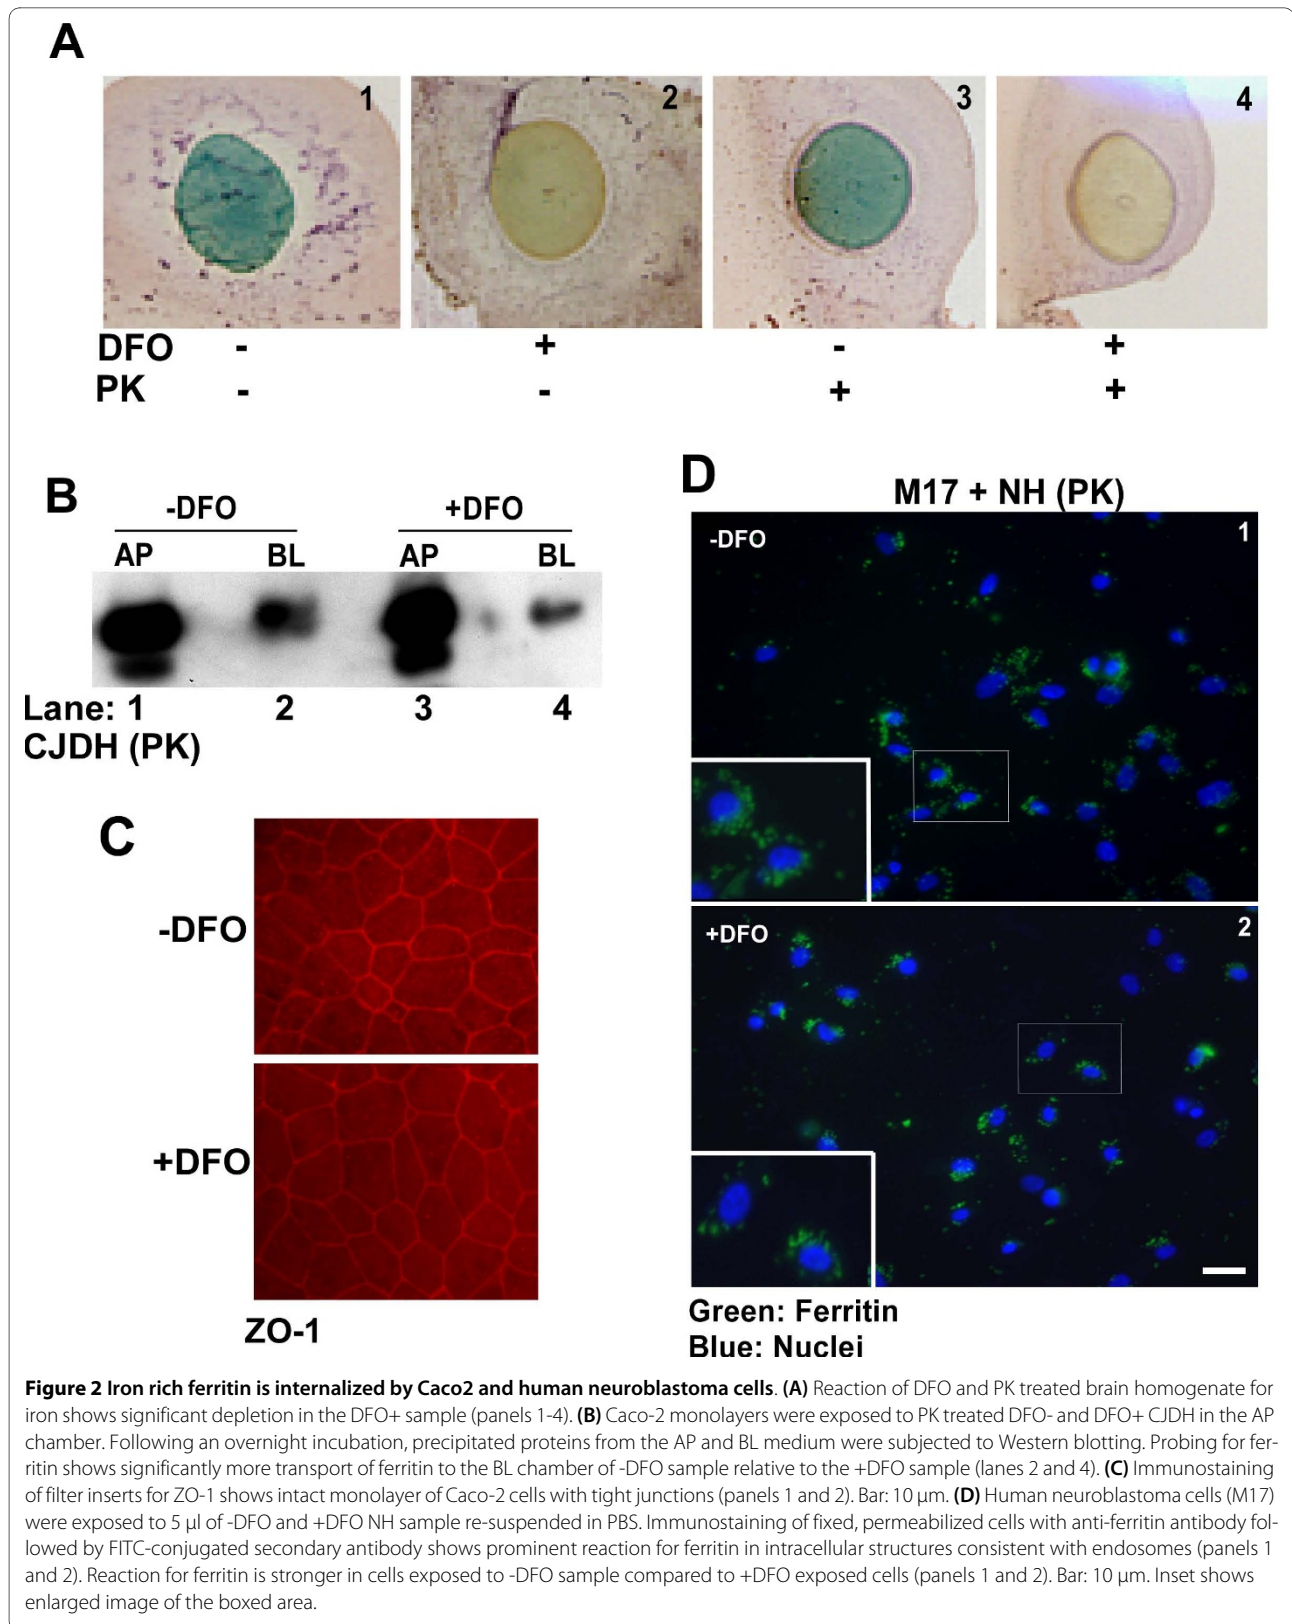 A
1 2 3 4
DFO - + - +
PK - - + +
B
-DFO +DFO
AP BL AP BL
Lane: 1 2 3 4
CJDH (PK)
C
-DFO
+DFO
ZO-1
D
M17 + NH (PK)
-DFO 1
+DFO 2
Green: Ferritin
Blue: Nuclei
Figure 2 Iron rich ferritin is internalized by Caco2 and human neuroblastoma cells. (A) Reaction of DFO and PK treated brain homogenate for
iron shows significant depletion in the DFO+ sample (panels 1-4). (B) Caco-2 monolayers were exposed to PK treated DFO- and DFO+ CJDH in the AP
chamber. Following an overnight incubation, precipitated proteins from the AP and BL medium were subjected to Western blotting. Probing for fer-
ritin shows significantly more transport of ferritin to the BL chamber of -DFO sample relative to the +DFO sample (lanes 2 and 4). (C) Immunostaining
of filter inserts for ZO-1 shows intact monolayer of Caco-2 cells with tight junctions (panels 1 and 2). Bar: 10 μm. (D) Human neuroblastoma cells (M17)
were exposed to 5 μl of -DFO and +DFO NH sample re-suspended in PBS. Immunostaining of fixed, permeabilized cells with anti-ferritin antibody fol-
lowed by FITC-conjugated secondary antibody shows prominent reaction for ferritin in intracellular structures consistent with endosomes (panels 1
and 2). Reaction for ferritin is stronger in cells exposed to -DFO sample compared to +DFO exposed cells (panels 1 and 2). Bar: 10 μm. Inset shows
enlarged image of the boxed area.